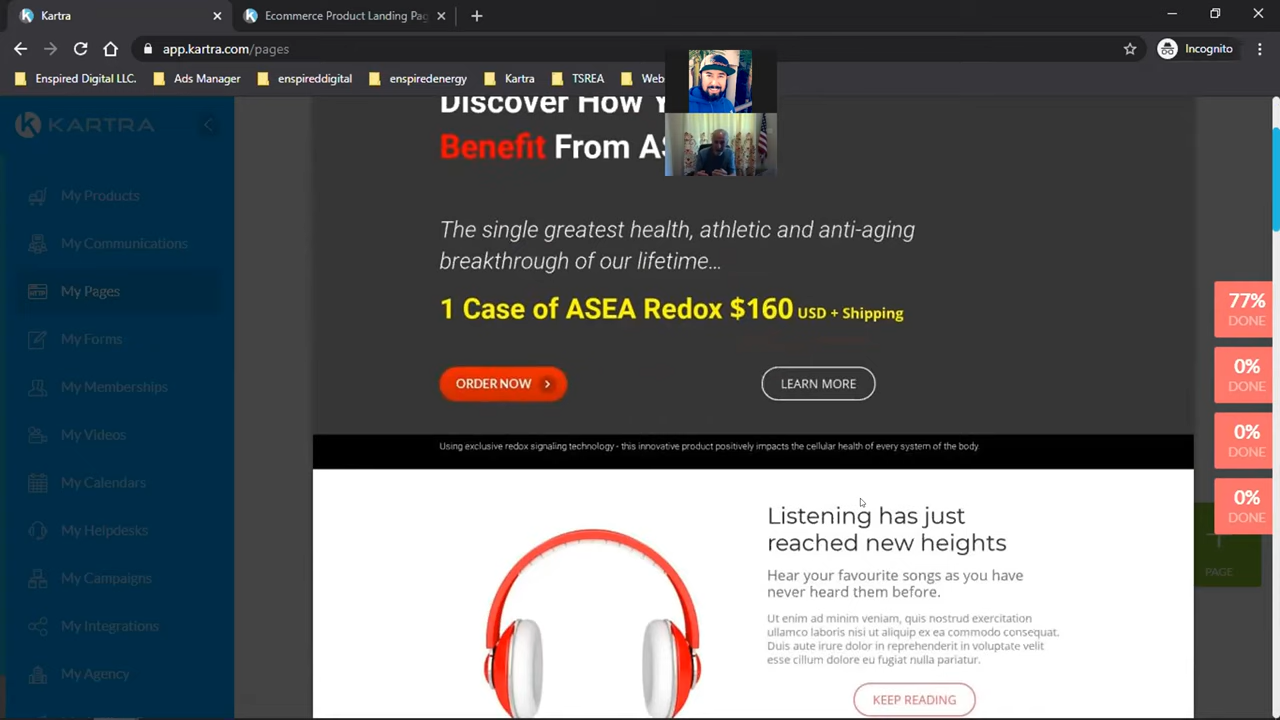 Kartra
Ecommerce Product Landing Pag
app.kartra.com/pages
Incognito
Enspired Digital LLC.
Ads Manager
enspireddigital
enspiredenergy
Kartra
TSREA
Web
KARTRA
My Products
My Communications
My Pages
My Forms
My Memberships
My Videos
My Calendars
My Helpdesks
My Campaigns
My Integrations
My Agency
Discover How Y
Benefit From AS
The single greatest health, athletic and anti-aging
breakthrough of our lifetime...
1 Case of ASEA Redox $160 USD + Shipping
ORDER NOW
LEARN MORE
Using exclusive redox signaling technology - this innovative product positively impacts the cellular health of every system of the body
Listening has just
reached new heights
Hear your favourite songs as you have
never heard them before.
Ut enim ad minim veniam, quis nostrud exercitation
ullamco laboris nisi ut aliquip ex ea commodo consequat.
Duis aute irure dolor in reprehenderit in voluptate velit
esse cillum dolore eu fugiat nulla pariatur.
KEEP READING
77%
DONE
0%
DONE
0%
DONE
0%
DONE
PAGE